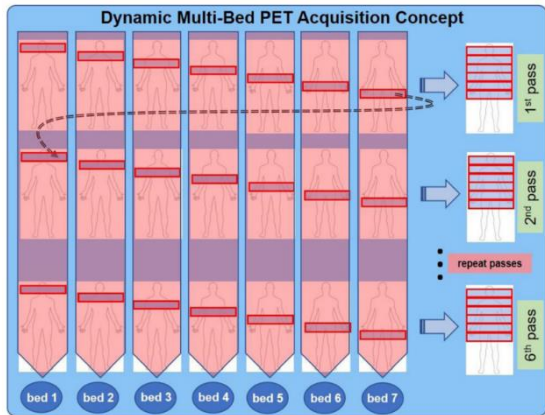 Dynamic Multi-Bed PET Acquisition Concept
1st pass
2nd pass
repeat passes
6th pass
bed 1
bed 2
bed 3
bed 4
bed 5
bed 6
bed 7